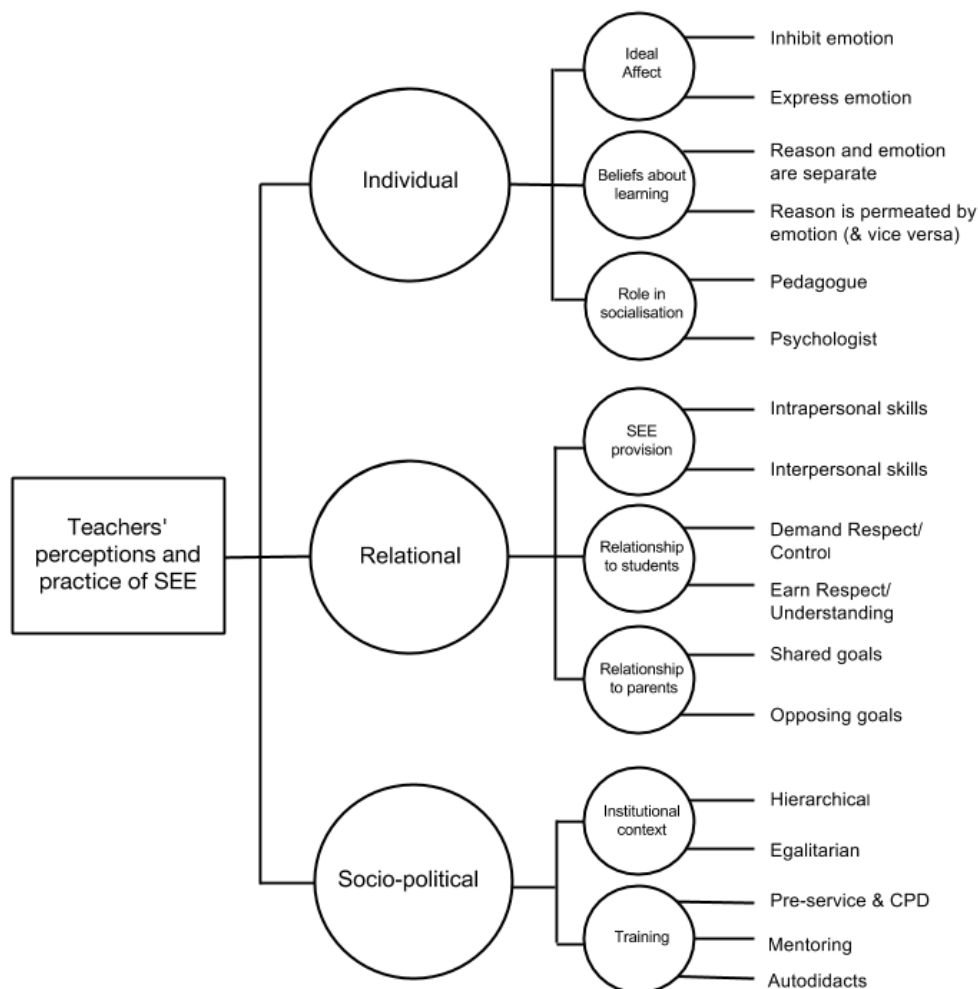 Teachers'
perceptions and
practice of SEE
Individual
Ideal
Affect
Inhibit emotion
Express emotion
Beliefs about
learning
Reason and emotion
are separate
Reason is permeated by
emotion (& vice versa)
Role in
socialisation
Pedagogue
Psychologist
Relational
SEE
provision
Intrapersonal skills
Interpersonal skills
Relationship
to students
Demand Respect/
Control
Earn Respect/
Understanding
Relationship
to parents
Shared goals
Opposing goals
Socio-political
Institutional
context
Hierarchical
Egalitarian
Training
Pre-service & CPD
Mentoring
Autodidacts